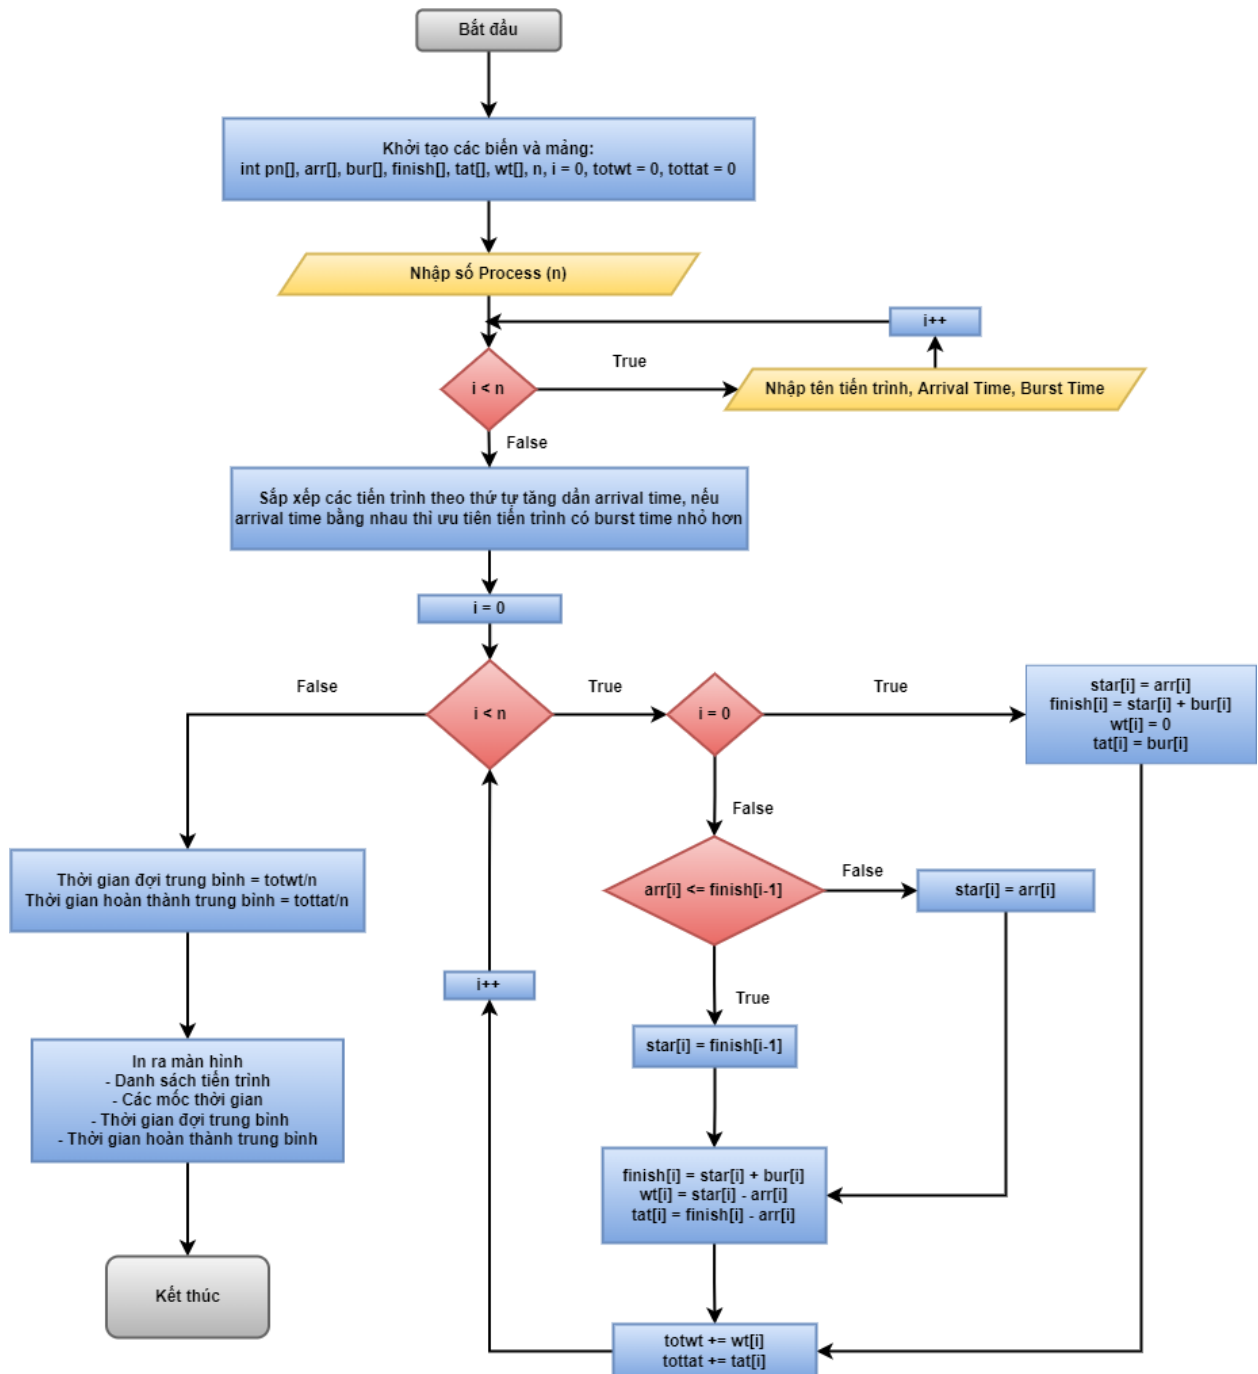 Bắt đầu
Khởi tạo các biến và mảng:
int pn[], arr[], bur[], finish[], tat[], wt[], n, i = 0, totwt = 0, tottat = 0
Nhập số Process (n)
i++
i < n
True
Nhập tên tiến trình, Arrival Time, Burst Time
False
Sắp xếp các tiến trình theo thứ tự tăng dần arrival time, nếu
arrival time bằng nhau thì ưu tiên tiến trình có burst time nhỏ hơn
i = 0
False
i < n
True
i = 0
True
star[i] = arr[i]
finish[i] = star[i] + bur[i]
wt[i] = 0
tat[i] = bur[i]
False
arr[i] <= finish[i-1]
False
star[i] = arr[i]
Thời gian đợi trung bình = totwt/n
Thời gian hoàn thành trung bình = tottat/n
i++
True
star[i] = finish[i-1]
In ra màn hình
- Danh sách tiến trình
- Các mốc thời gian
- Thời gian đợi trung bình
- Thời gian hoàn thành trung bình
finish[i] = star[i] + bur[i]
wt[i] = star[i] - arr[i]
tat[i] = finish[i] - arr[i]
Kết thúc
totwt += wt[i]
tottat += tat[i]